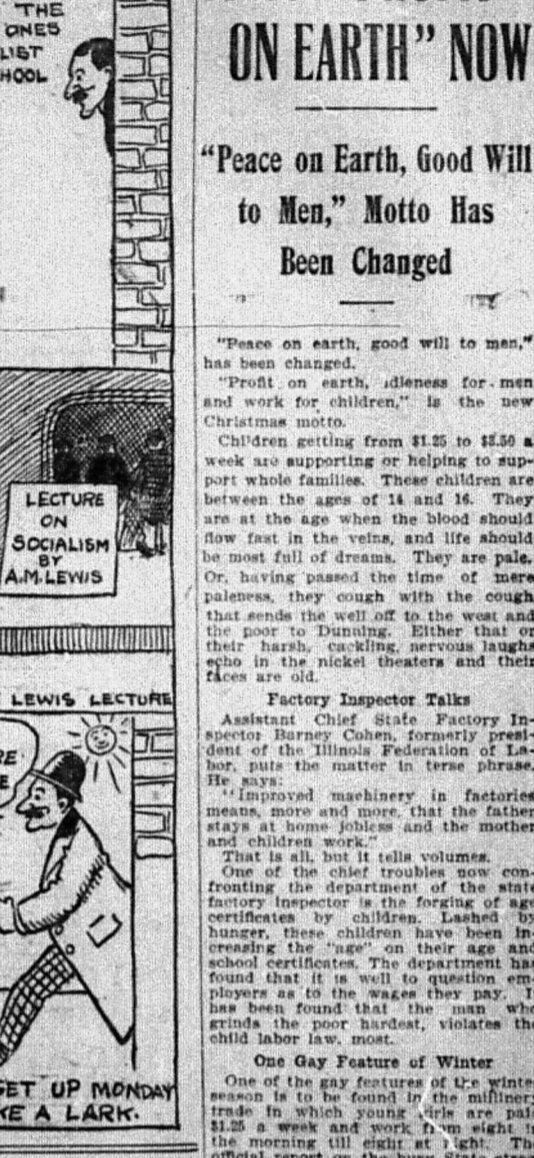 THE
ONES
LIST
HOOL
LECTURE
ON
SOCIALISM
BY
A.M. LEWIS
LEWIS LECTURE
RE
E
GET UP MONDAY
KE A LARK.
ON EARTH" NOW
"Peace on Earth, Good Will
to Men," Motto Has
Been Changed
"Peace on earth, good will to men,"
has been changed.
"Profit on earth, idleness for men
and work for children," is the new
Christmas motto.
Children getting from $1.25 to $3.50 a
week are supporting or helping to sup-
port whole families. These children are
between the ages of 14 and 16. They
are at the age when the blood should
flow fast in the veins, and life should
be most full of dreams. They are pale.
Or, having passed the time of mere
paleness, they cough with the cough
that sends the well off to the west and
the poor to Dunning. Either that or
their harsh, cackling, nervous laughs
echo in the nickel theaters and their
faces are old.
Factory Inspector Talks
Assistant Chief State Factory In-
spector Barney Cohen, formerly presi-
dent of the Illinois Federation of La-
bor, puts the matter in terse phrase.
He says:
"Improved machinery in factories
means, more and more, that the father
stays at home jobless and the mother
and children work."
That is all, but it tells volumes.
One of the chief troubles now con-
fronting the department of the state
factory inspector is the forging of age
certificates by children. Lashed by
hunger, these children have been in-
creasing the "age" on their age and
school certificates. The department has
found that it is well to question em-
ployers as to the wages they pay. I
has been found that the man who
grinds the poor hardest, violates the
child labor law, most.
One Gay Feature of Winter
One of the gay features of the winter
season is to be found in the millinery
trade in which young girls are paid
$1.25 a week and work from eight in
the morning till eight at night. The
official report on the busy State street